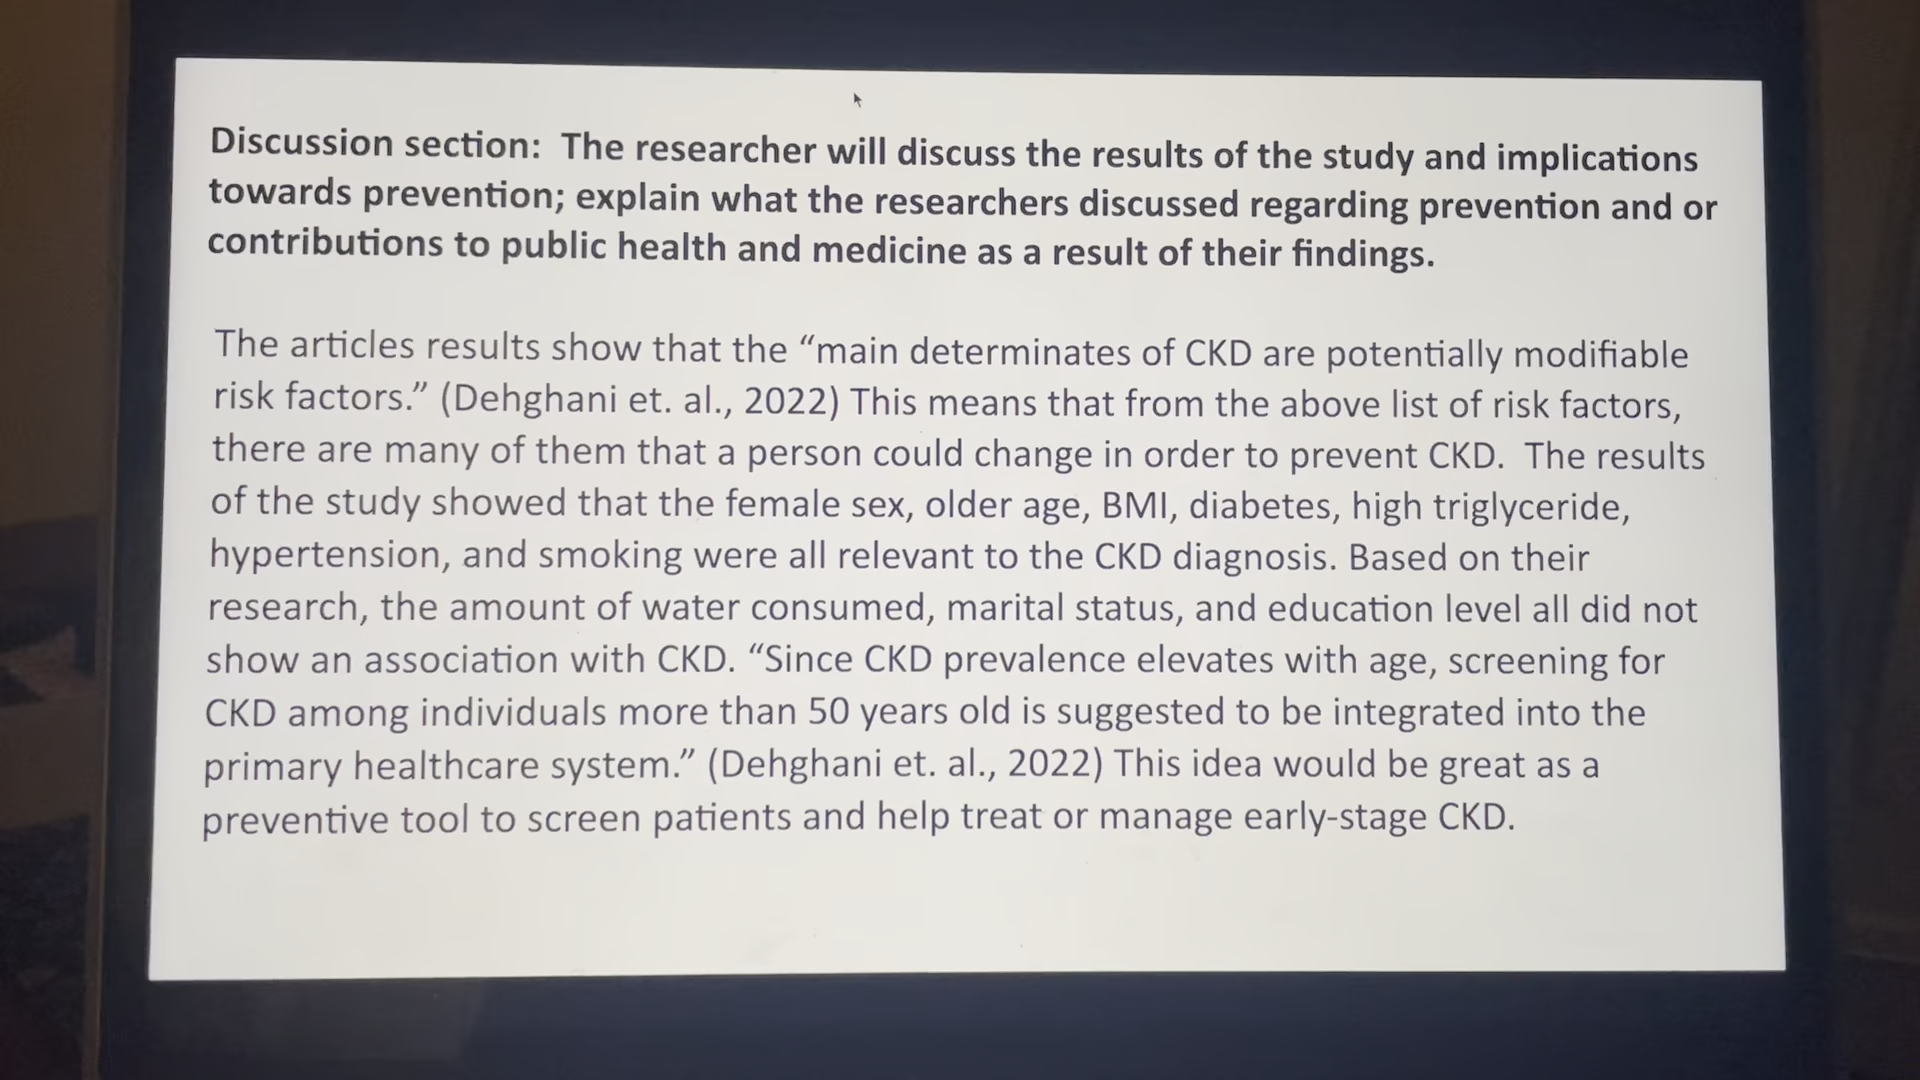 Discussion section:  The researcher will discuss the results of the study and implications
towards prevention; explain what the researchers discussed regarding prevention and or
contributions to public health and medicine as a result of their findings.
The articles results show that the “main determinates of CKD are potentially modifiable
risk factors.” (Dehghani et. al., 2022) This means that from the above list of risk factors,
there are many of them that a person could change in order to prevent CKD.  The results
of the study showed that the female sex, older age, BMI, diabetes, high triglyceride,
hypertension, and smoking were all relevant to the CKD diagnosis. Based on their
research, the amount of water consumed, marital status, and education level all did not
show an association with CKD. “Since CKD prevalence elevates with age, screening for
CKD among individuals more than 50 years old is suggested to be integrated into the
primary healthcare system.” (Dehghani et. al., 2022) This idea would be great as a
preventive tool to screen patients and help treat or manage early-stage CKD.